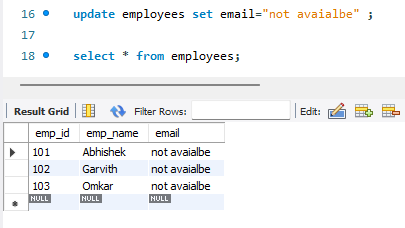 16 update employees set email="not avaialbe" ;
17
18 select * from employees;
Result Grid Filter Rows: Edit:
emp_id emp_name email
101 Abhishek not avaialbe
102 Garvith not avaialbe
103 Omkar not avaialbe
NULL NULL NULL